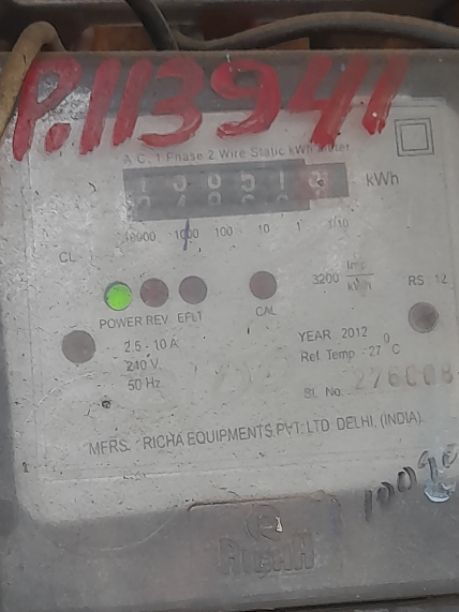 P.113941
A.C. 1 Phase 2 Wire Static kWh Meter
kWh
10000 1000 100 10 1 1/10
CL
3200 Imp/kWh
RS 12
POWER REV EFLT CAL
2.5 - 10 A
240 V
50 Hz
YEAR 2012
Ref. Temp - 27 °C
Sl. No. 276008
MFRS. RICHA EQUIPMENTS PVT. LTD. DELHI, (INDIA)
RICHA